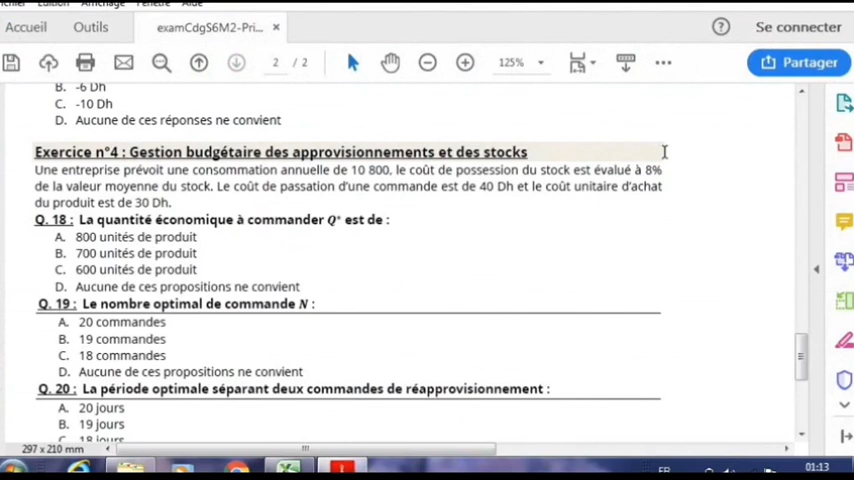 Edition Affichage Fenêtre Aide
Accueil Outils examCdgS6M2-Pri... × Se connecter
2 / 2 125% Partager
B. -6 Dh
C. -10 Dh
D. Aucune de ces réponses ne convient
Exercice n°4 : Gestion budgétaire des approvisionnements et des stocks
Une entreprise prévoit une consommation annuelle de 10 800, le coût de possession du stock est évalué à 8%
de la valeur moyenne du stock. Le coût de passation d'une commande est de 40 Dh et le coût unitaire d'achat
du produit est de 30 Dh.
Q. 18 : La quantité économique à commander Q* est de :
A. 800 unités de produit
B. 700 unités de produit
C. 600 unités de produit
D. Aucune de ces propositions ne convient
Q. 19 : Le nombre optimal de commande N :
A. 20 commandes
B. 19 commandes
C. 18 commandes
D. Aucune de ces propositions ne convient
Q. 20 : La période optimale séparant deux commandes de réapprovisionnement :
A. 20 jours
B. 19 jours
C. 18 jours
297 x 210 mm
FR 01:13